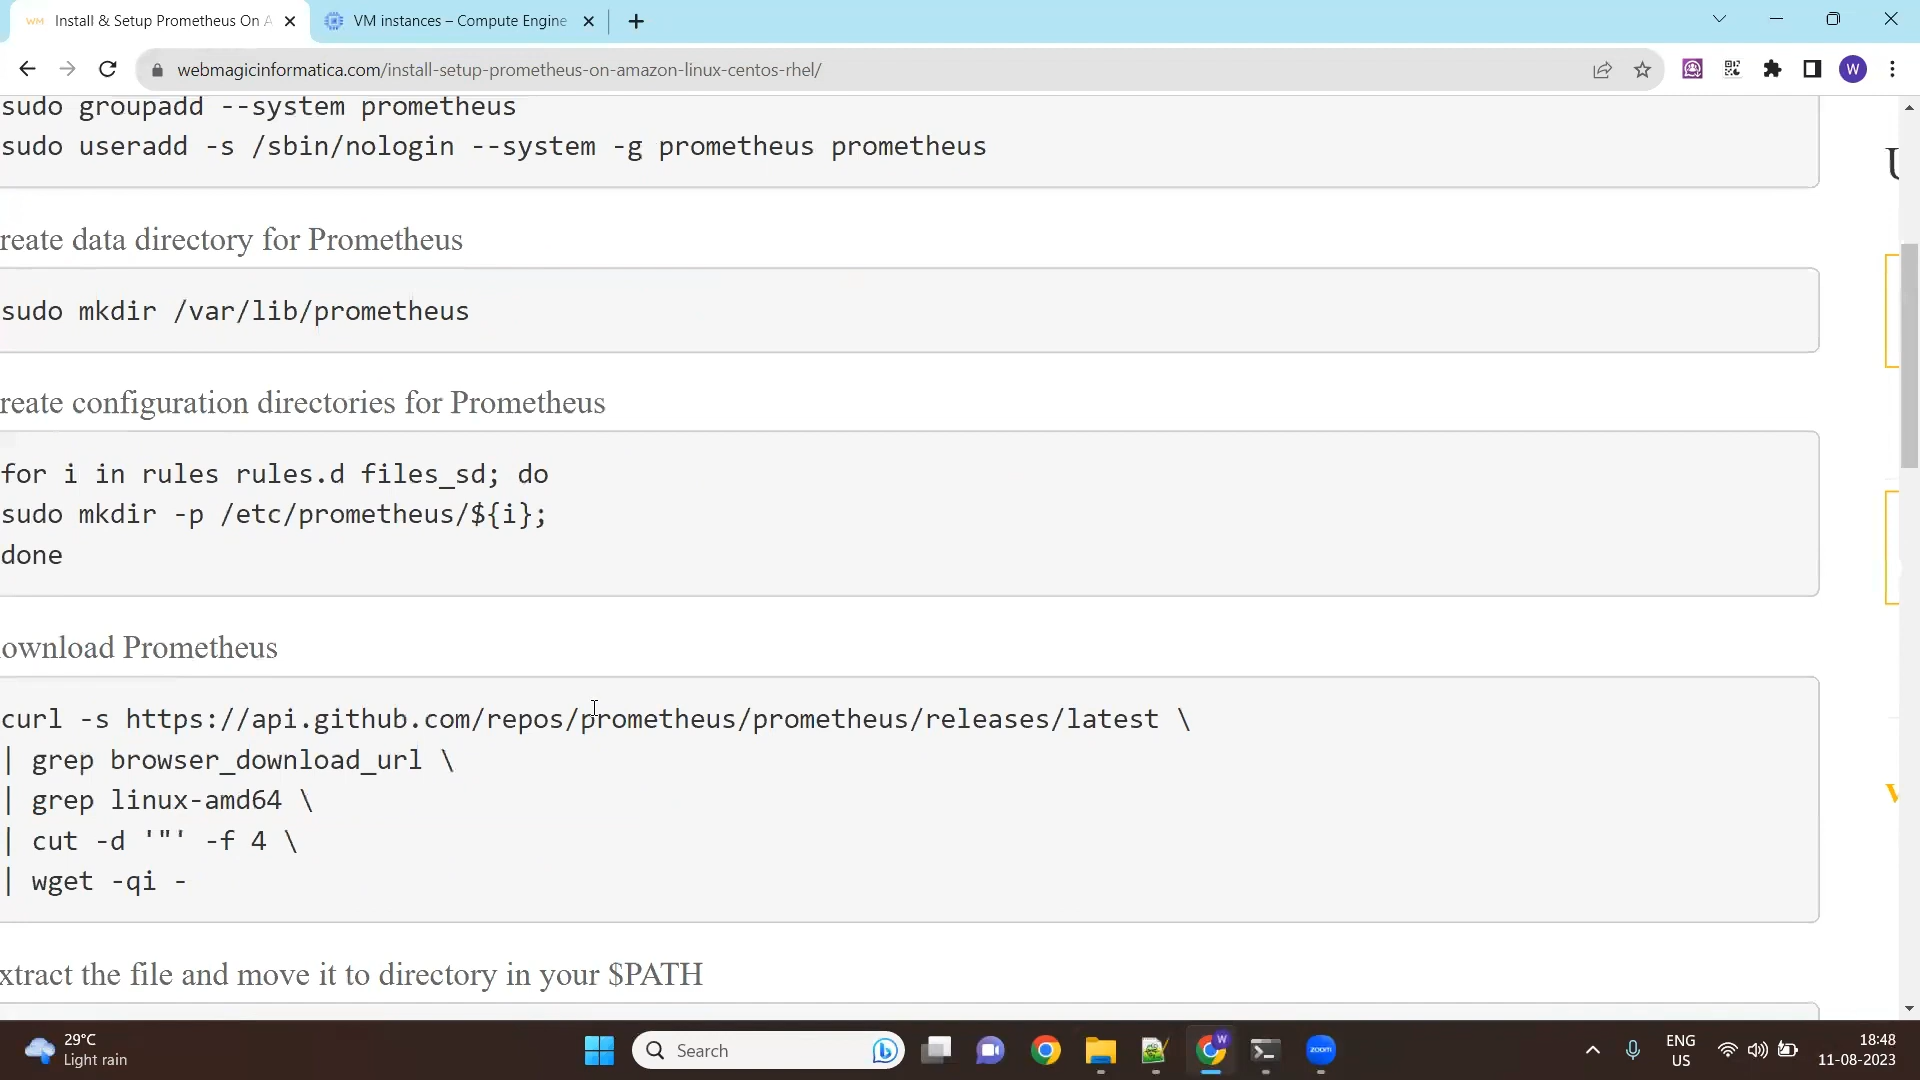 WM Install & Setup Prometheus On A
VM instances – Compute Engine
webmagicinformatica.com/install-setup-prometheus-on-amazon-linux-centos-rhel/
W
sudo groupadd --system prometheus
sudo useradd -s /sbin/nologin --system -g prometheus prometheus
reate data directory for Prometheus
sudo mkdir /var/lib/prometheus
reate configuration directories for Prometheus
for i in rules rules.d files_sd; do
sudo mkdir -p /etc/prometheus/${i};
done
ownload Prometheus
curl -s https://api.github.com/repos/prometheus/prometheus/releases/latest \
| grep browser_download_url \
| grep linux-amd64 \
| cut -d '"' -f 4 \
| wget -qi -
xtract the file and move it to directory in your $PATH
29°C
Light rain
Search
W
zoom
ENG
US
18:48
11-08-2023